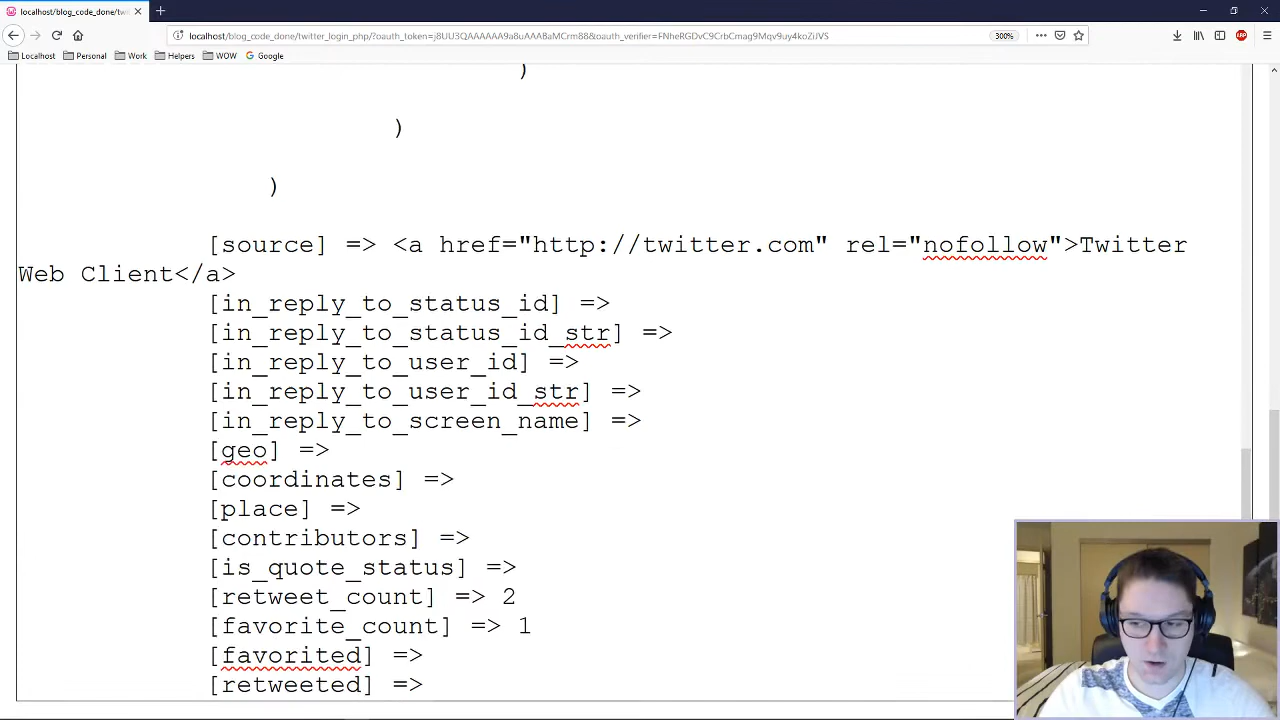 localhost/blog_code_done/twi
localhost/blog_code_done/twitter_login_php/?oauth_token=j8UU3QAAAAAA9a8uAAABaMCrm88&oauth_verifier=FNheRGDvC9CrbCmag9Mqv9uy4koZiJVS
300%
Localhost Personal Work Helpers WOW Google
)
)
)
[source] => <a href="http://twitter.com" rel="nofollow">Twitter
Web Client</a>
[in_reply_to_status_id] =>
[in_reply_to_status_id_str] =>
[in_reply_to_user_id] =>
[in_reply_to_user_id_str] =>
[in_reply_to_screen_name] =>
[geo] =>
[coordinates] =>
[place] =>
[contributors] =>
[is_quote_status] =>
[retweet_count] => 2
[favorite_count] => 1
[favorited] =>
[retweeted] =>